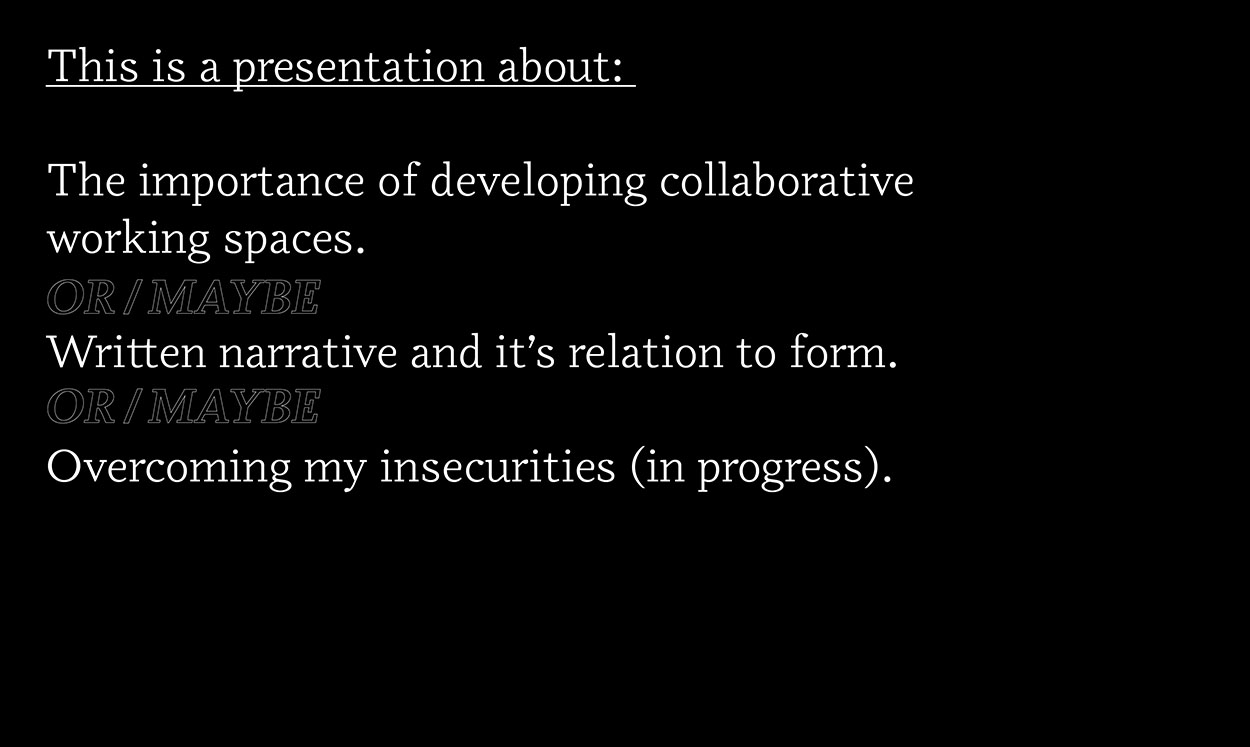 This is a presentation about:
The importance of developing collaborative
working spaces.
OR / MAYBE
Written narrative and it’s relation to form.
OR / MAYBE
Overcoming my insecurities (in progress).